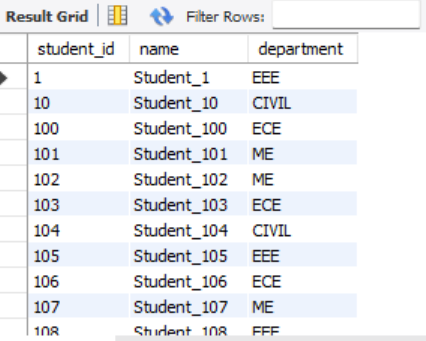 Result Grid Filter Rows:
student_id name department
1 Student_1 EEE
10 Student_10 CIVIL
100 Student_100 ECE
101 Student_101 ME
102 Student_102 ME
103 Student_103 ECE
104 Student_104 CIVIL
105 Student_105 EEE
106 Student_106 ECE
107 Student_107 ME
108 Student_108 EEE